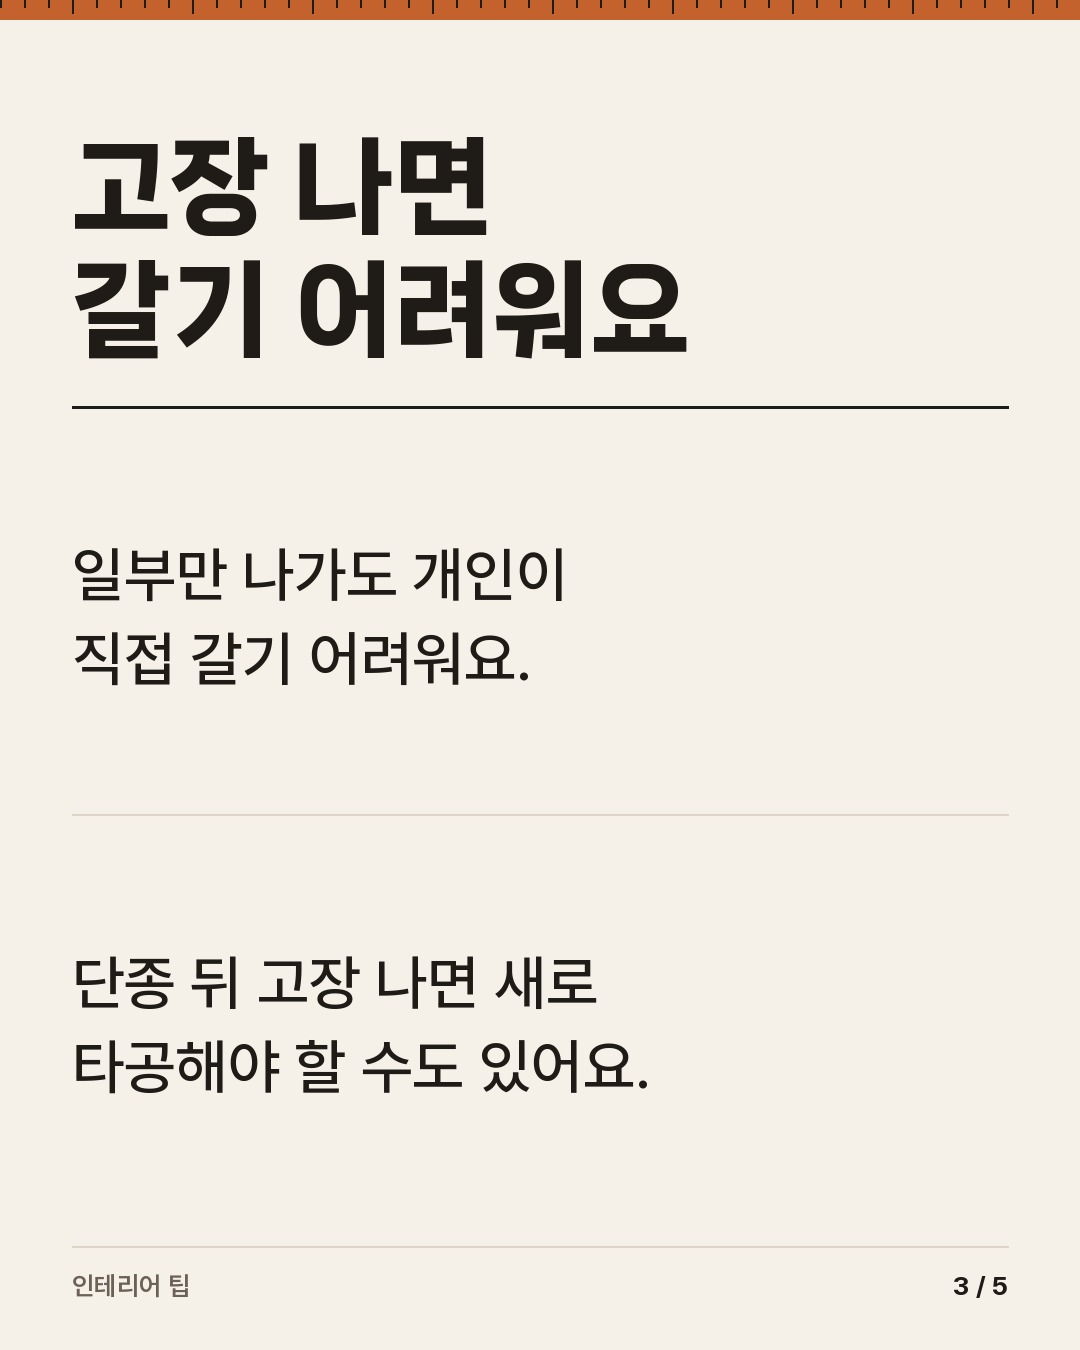 고장 나면
갈기 어려워요
일부만 나가도 개인이
직접 갈기 어려워요.
단종 뒤 고장 나면 새로
타공해야 할 수도 있어요.
인테리어 팁
3 / 5